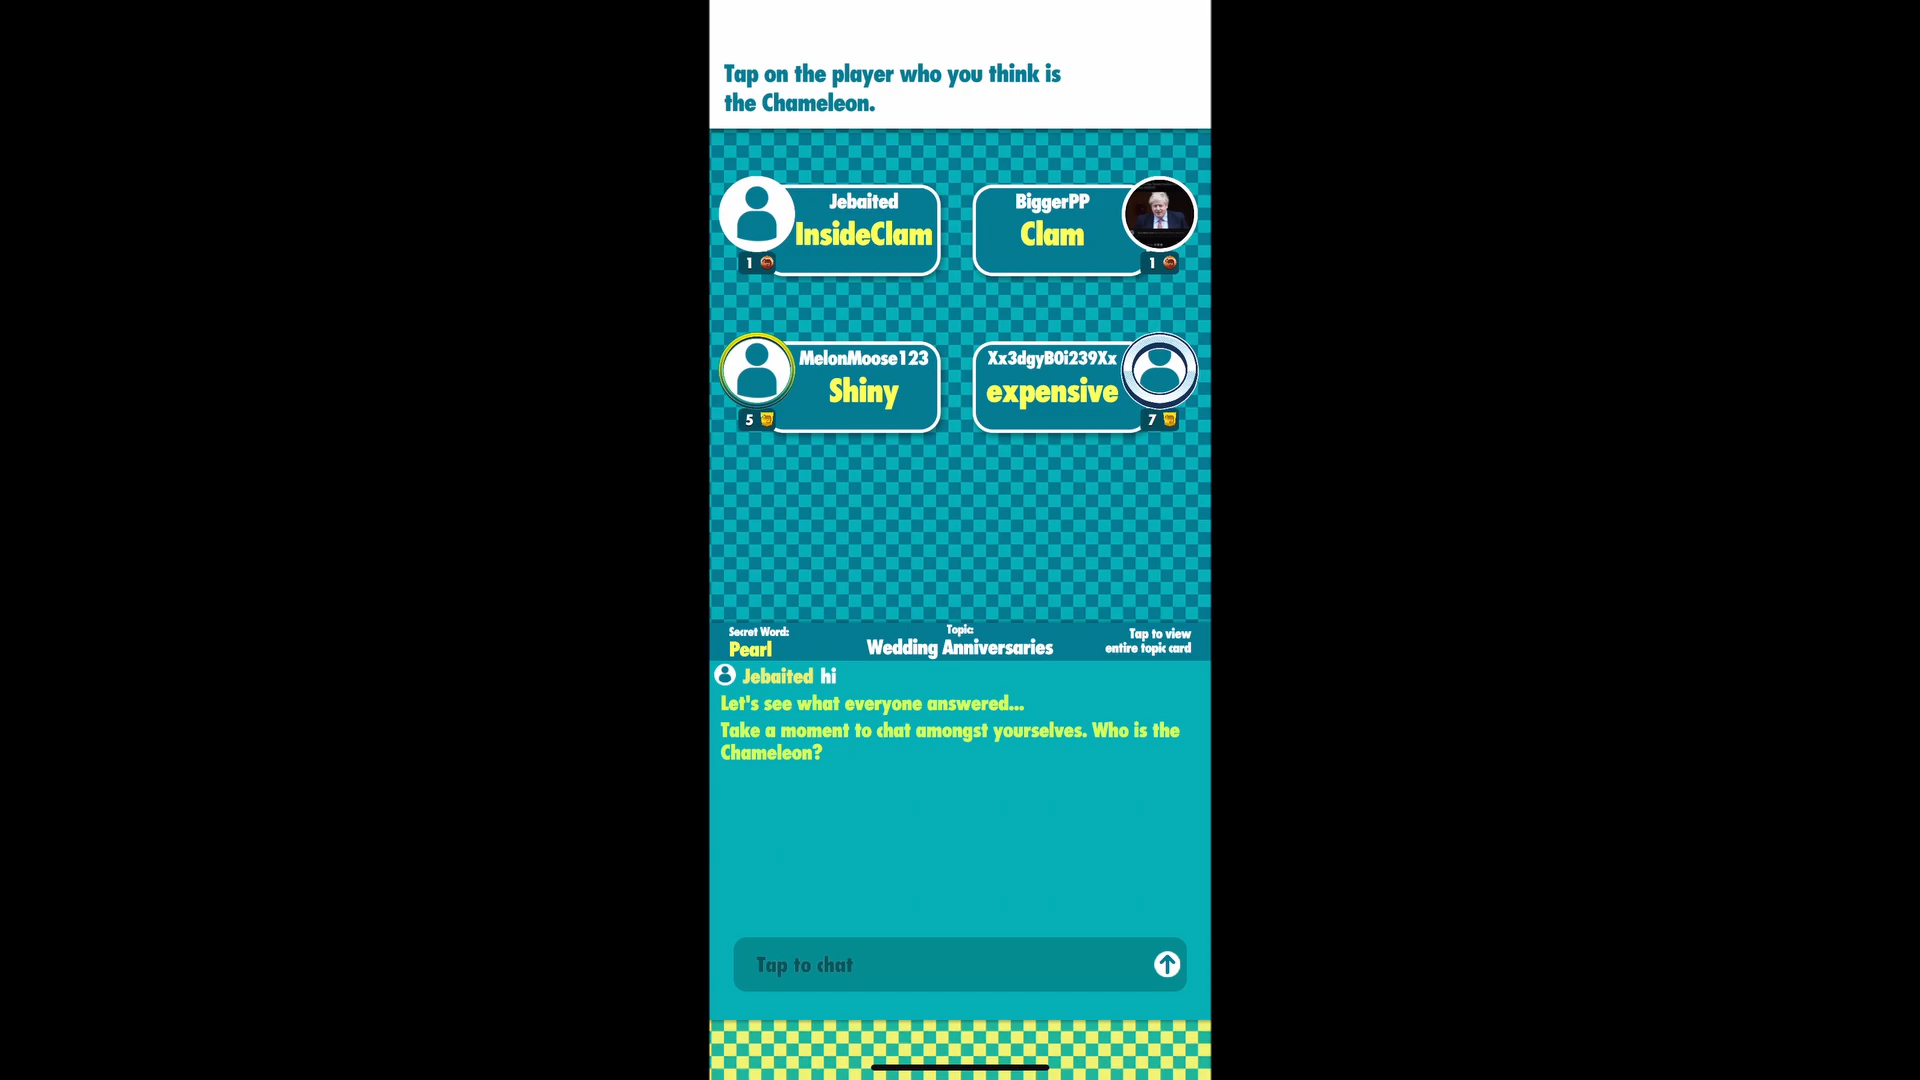 Tap on the player who you think is
the Chameleon.
Jebaited
InsideClam
1
BiggerPP
Clam
1
MelonMoose123
Shiny
5
Xx3dgyB0i239Xx
expensive
7
Secret Word:
Pearl
Topic:
Wedding Anniversaries
Tap to view
entire topic card
Jebaited hi
Let's see what everyone answered...
Take a moment to chat amongst yourselves. Who is the
Chameleon?
Tap to chat